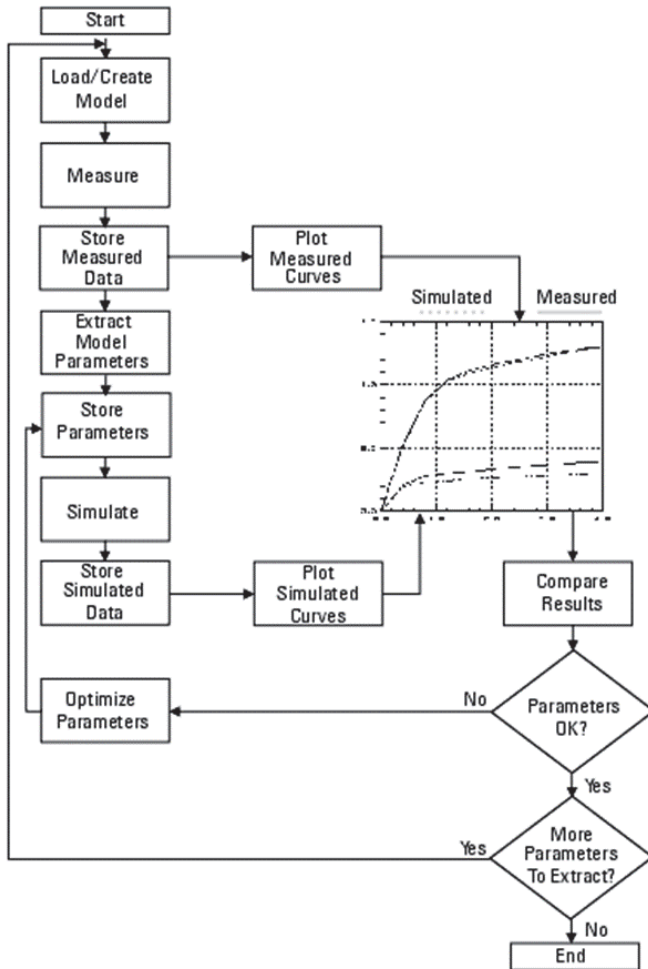 Start
Load/Create
Model
Measure
Store
Measured
Data
Plot
Measured
Curves
Simulated
Measured
Extract
Model
Parameters
Store
Parameters
Simulate
Store
Simulated
Data
Plot
Simulated
Curves
Compare
Results
Optimize
Parameters
No
Parameters
OK?
Yes
Yes
More
Parameters
To Extract?
No
End